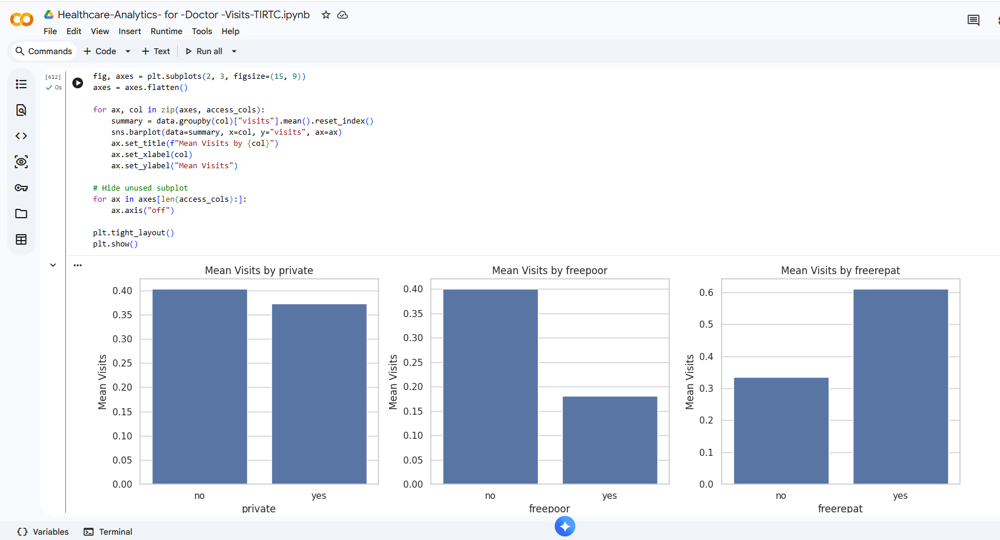 Healthcare-Analytics- for -Doctor -Visits-TIRTC.ipynb
File Edit View Insert Runtime Tools Help
Commands + Code + Text Run all
[612]
0s
fig, axes = plt.subplots(2, 3, figsize=(15, 9))
axes = axes.flatten()
for ax, col in zip(axes, access_cols):
    summary = data.groupby(col)["visits"].mean().reset_index()
    sns.barplot(data=summary, x=col, y="visits", ax=ax)
    ax.set_title(f"Mean Visits by {col}")
    ax.set_xlabel(col)
    ax.set_ylabel("Mean Visits")
# Hide unused subplot
for ax in axes[len(access_cols):]:
    ax.axis("off")
plt.tight_layout()
plt.show()
Mean Visits by private
Mean Visits
0.40
0.35
0.30
0.25
0.20
0.15
0.10
0.05
0.00
no yes
private
Mean Visits by freepoor
Mean Visits
0.40
0.35
0.30
0.25
0.20
0.15
0.10
0.05
0.00
no yes
freepoor
Mean Visits by freerepat
Mean Visits
0.6
0.5
0.4
0.3
0.2
0.1
0.0
no yes
freerepat
Variables Terminal